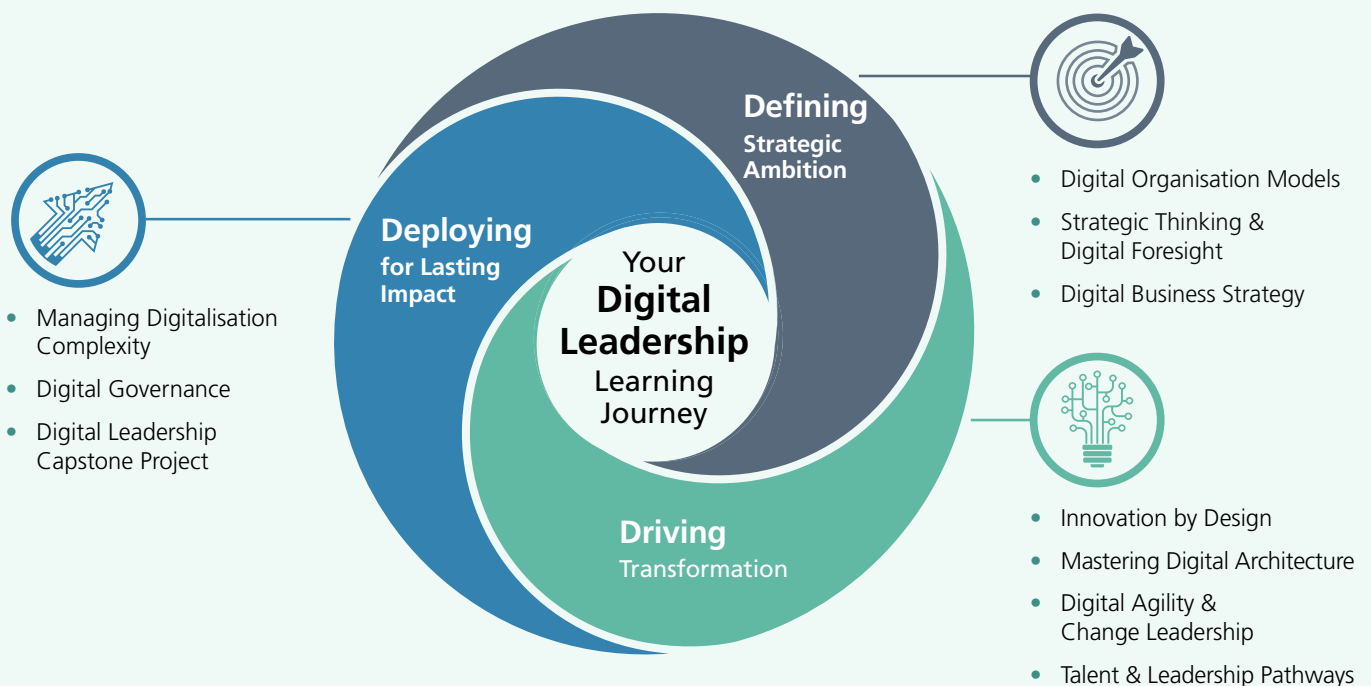 Defining
Strategic
Ambition
Digital Organisation Models
Strategic Thinking &
Digital Foresight
Digital Business Strategy
Deploying
for Lasting
Impact
Managing Digitalisation
Complexity
Digital Governance
Digital Leadership
Capstone Project
Your
Digital
Leadership
Learning
Journey
Driving
Transformation
Innovation by Design
Mastering Digital Architecture
Digital Agility &
Change Leadership
Talent & Leadership Pathways